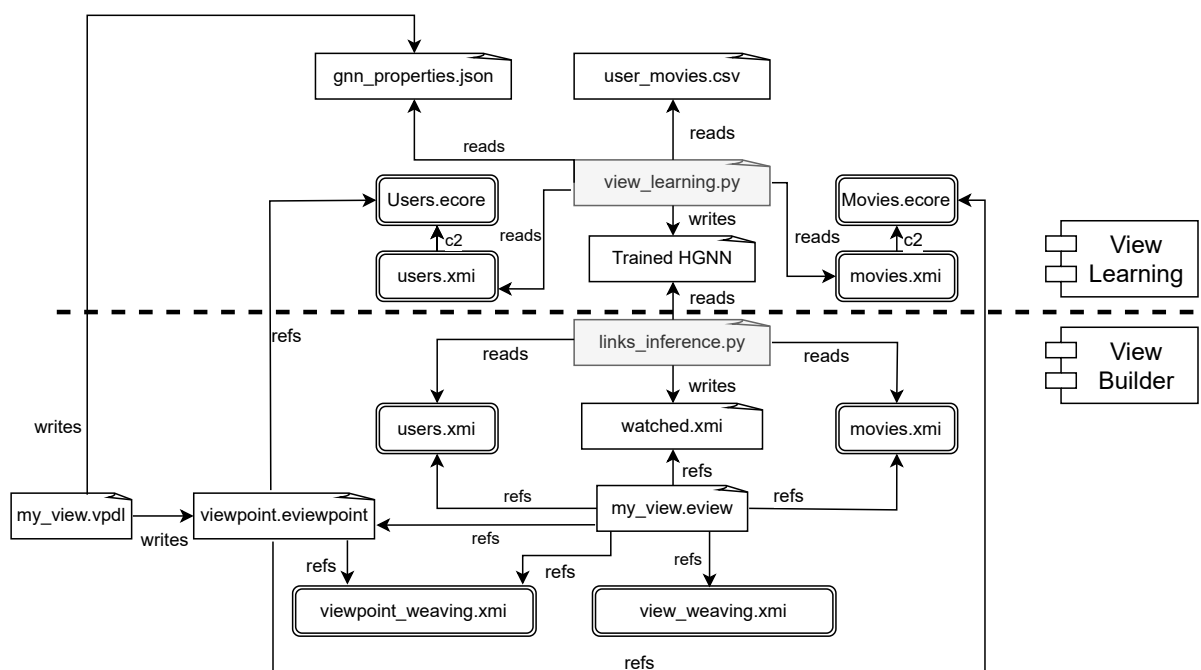 gnn_properties.json
user_movies.csv
reads
reads
view_learning.py
Users.ecore
Movies.ecore
writes
reads
c2
reads
c2
View
Learning
users.xmi
Trained HGNN
movies.xmi
reads
refs
links_inference.py
reads
reads
View
Builder
writes
writes
users.xmi
watched.xmi
movies.xmi
refs
refs
refs
my_view.vpdl
viewpoint.eviewpoint
my_view.eview
writes
refs
refs
refs
refs
viewpoint_weaving.xmi
view_weaving.xmi
refs